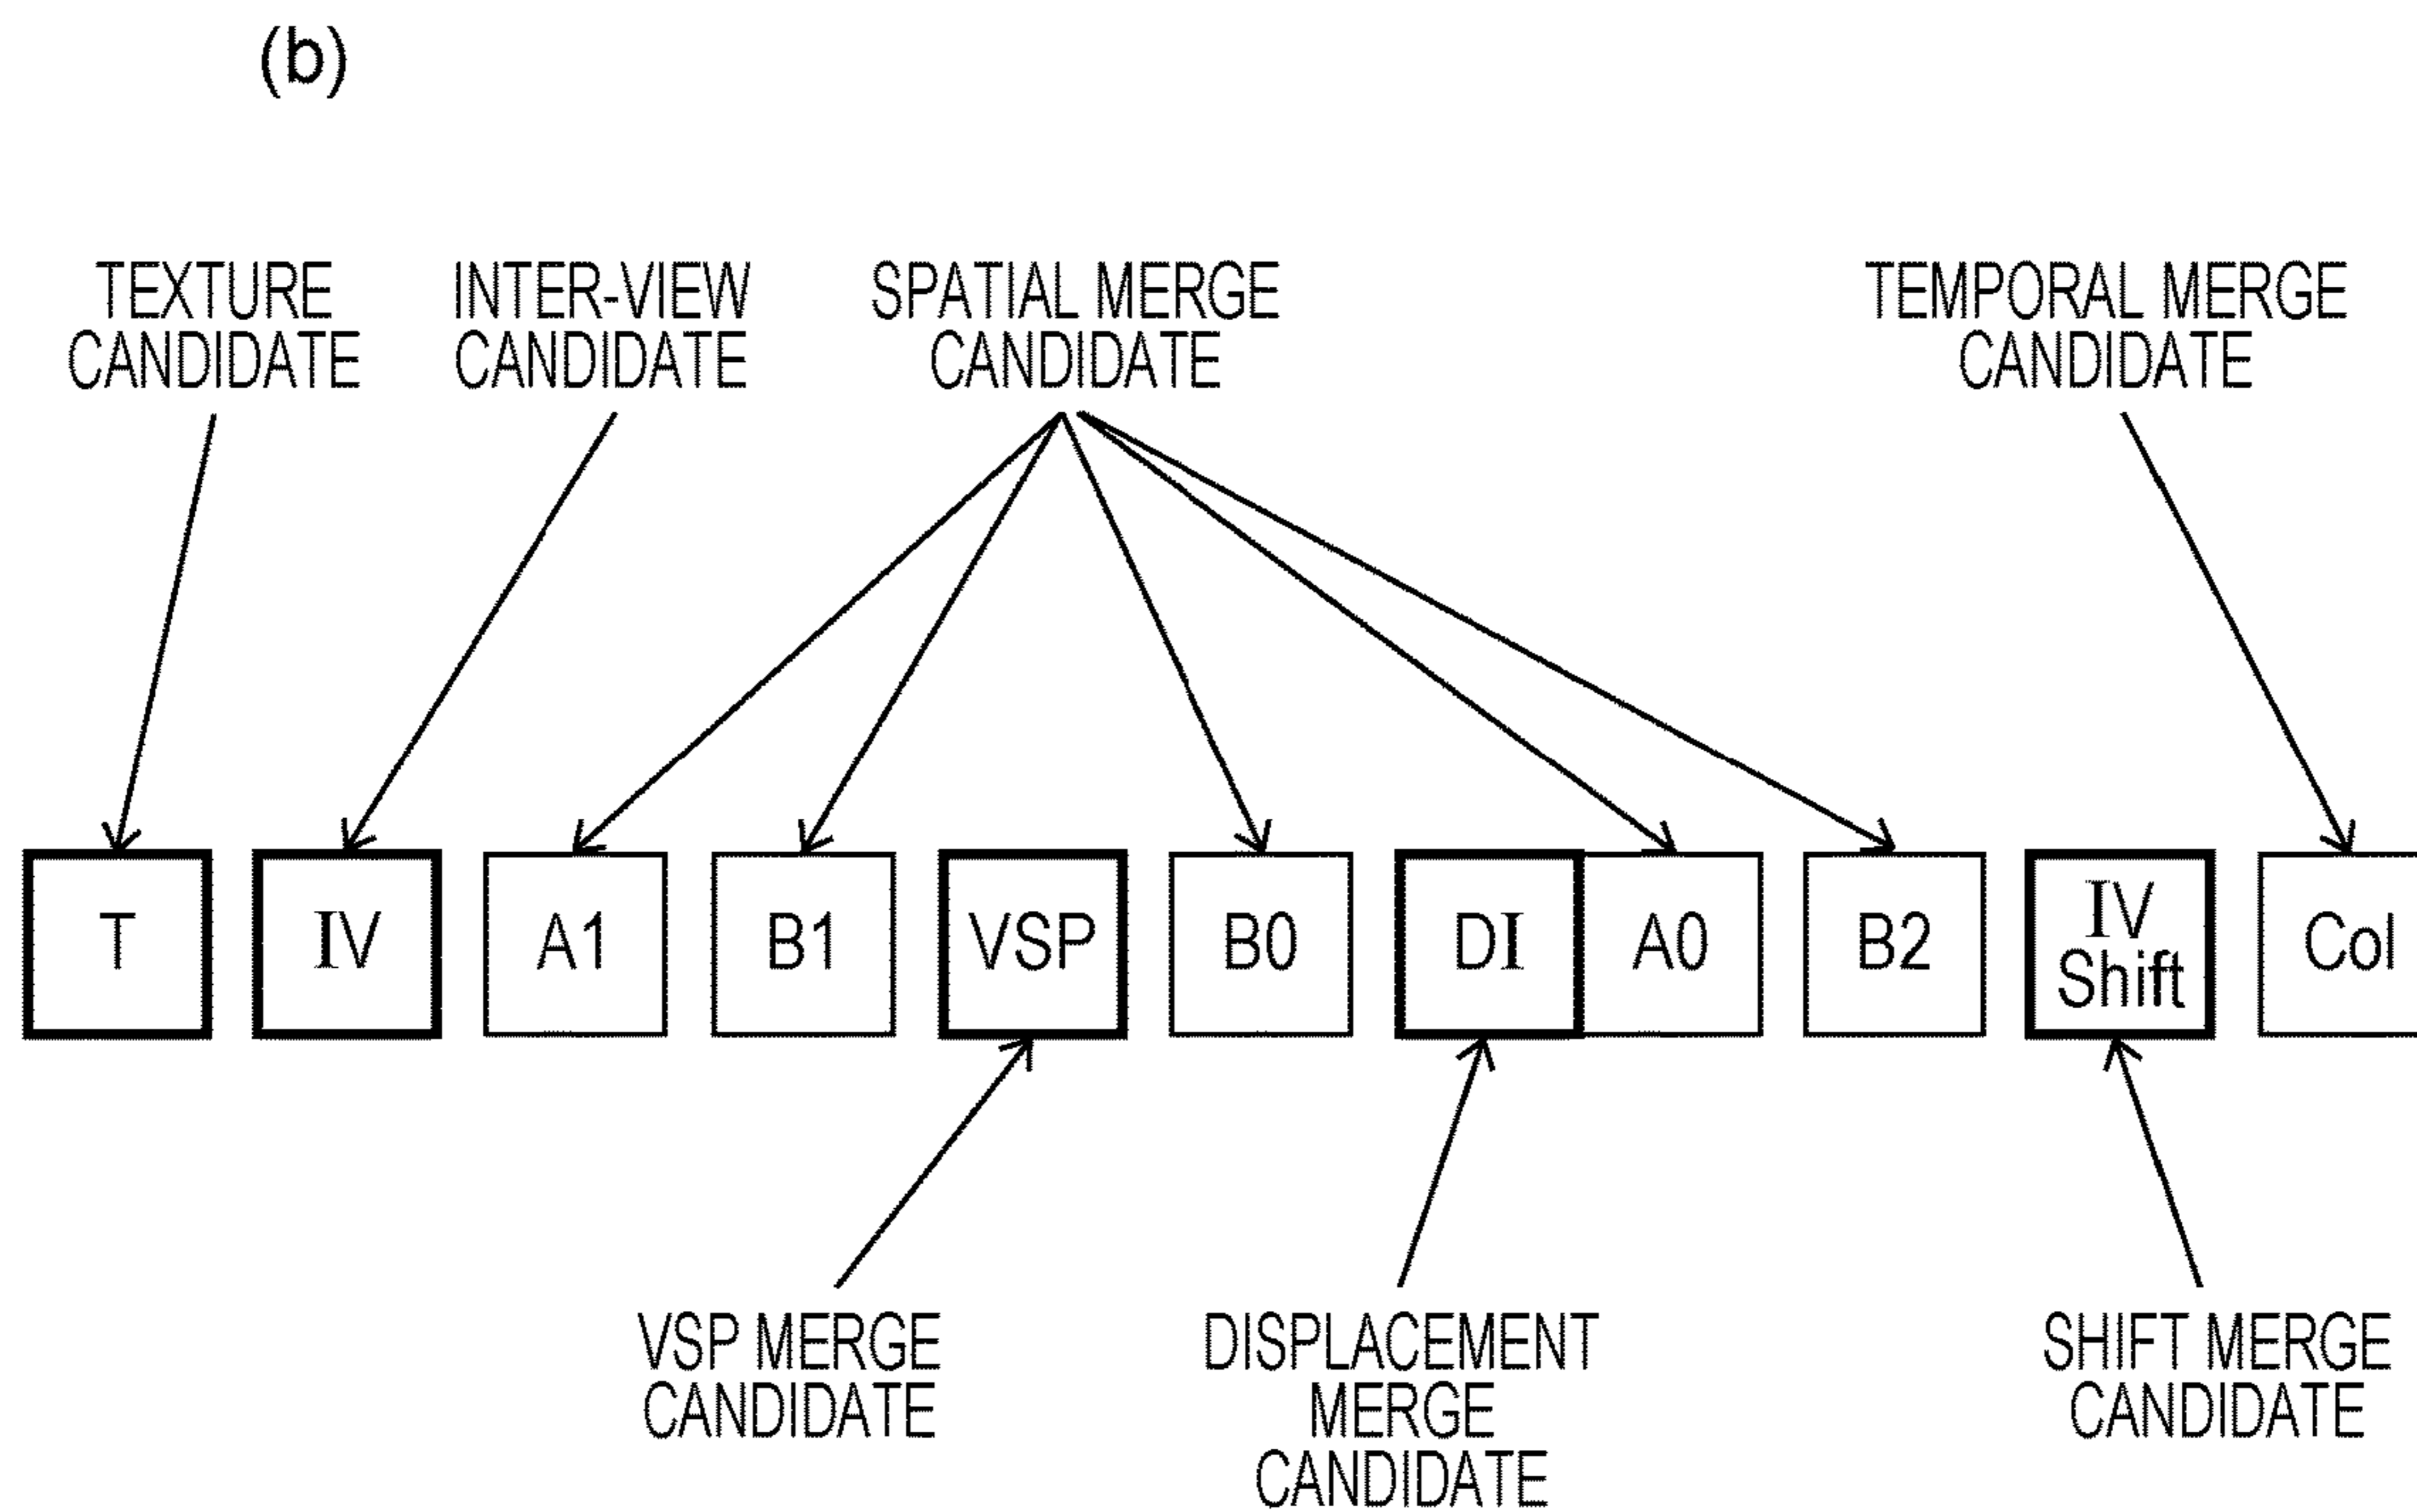 (b)
TEXTURE
CANDIDATE
INTER-VIEW
CANDIDATE
SPATIAL MERGE
CANDIDATE
TEMPORAL MERGE
CANDIDATE
T
IV
A1
B1
VSP
B0
DI
A0
B2
IV
Shift
Col
VSP MERGE
CANDIDATE
DISPLACEMENT
MERGE
CANDIDATE
SHIFT MERGE
CANDIDATE